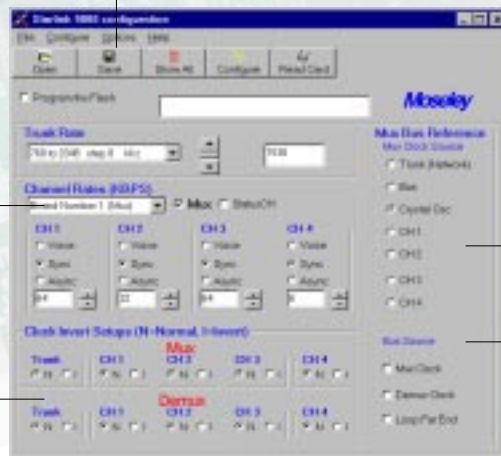 Starlink 9000 configuration
File Configure Options Help
Open Save Show All Configure Read Card
Programme Flash
Moseley
Trunk Rate
Mux Bus Reference
Mux Clock Source
Trunk (Network)
Channel Rates (KBPS)
Bus
Board Number 1 (Mux) Mux Status CH
Crystal Osc
CH 1 CH 2 CH 3 CH 4
CH 1
Voice Voice Voice Voice
CH 2
Sync Sync Sync Sync
CH 3
Async Async Async Async
CH 4
64 32 64
Clock Invert Setups (N=Normal, I=Invert)
Bus Source
Mux
Trunk CH 1 CH 2 CH 3 CH 4
Mux Clock
N I N I N I N I N I
Demux
Demux Clock
Trunk CH 1 CH 2 CH 3 CH 4
Loop Far End
N I N I N I N I N I